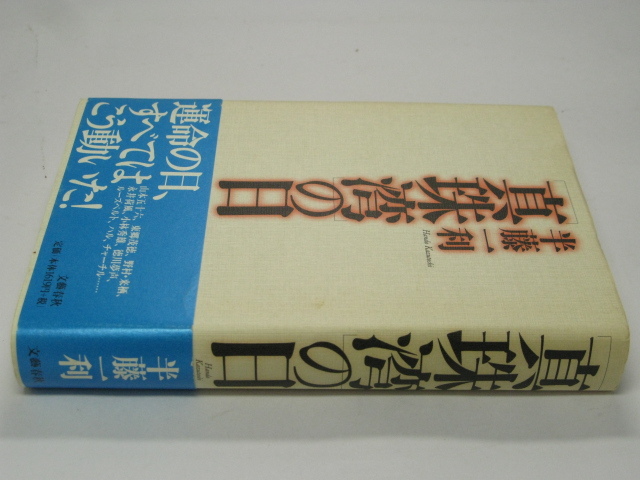 ［真珠湾］の日
半藤一利
Hando Kazutoshi
運命の日、
すべては
こう動いた！
山本五十六、東郷茂徳、野村・来栖、
永井荷風、小林秀雄、徳川夢声、
ルーズベルト、ハル、チャーチル……
文藝春秋
［真珠湾］の日
半藤一利
Hando
Kazutoshi
文藝春秋